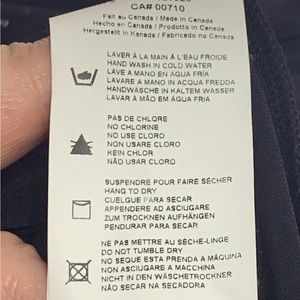 CA# 00710
Fait au Canada / Made in Canada
Hecho en Canadá / Prodotto in Canada
Hergestellt in Kanada / Fabricado no Canadá
LAVER À LA MAIN À L'EAU FROIDE
HAND WASH IN COLD WATER
LAVE A MANO EN AGUA FRÍA
LAVARE A MANO IN ACQUA FREDDA
HANDWÄSCHE IN KALTEM WASSER
LAVAR À MÃO EM ÁGUA FRIA
PAS DE CHLORE
NO CHLORINE
NO USE CLORO
NON USARE CLORO
KEIN CHLOR
NÃO USAR CLORO
SUSPENDRE POUR FAIRE SÉCHER
HANG TO DRY
CUELGUE PARA SECAR
APPENDERE AD ASCIUGARE
ZUM TROCKNEN AUFHÄNGEN
PENDURAR PARA SECAR
NE PAS METTRE AU SÈCHE-LINGE
DO NOT TUMBLE DRY
NO SEQUE ESTA PRENDA A MÁQUINA
NON ASCIUGARE A MACCHINA
NICHT IN DEN WÄSCHETROCKNER
NÃO SECAR NA SECADORA